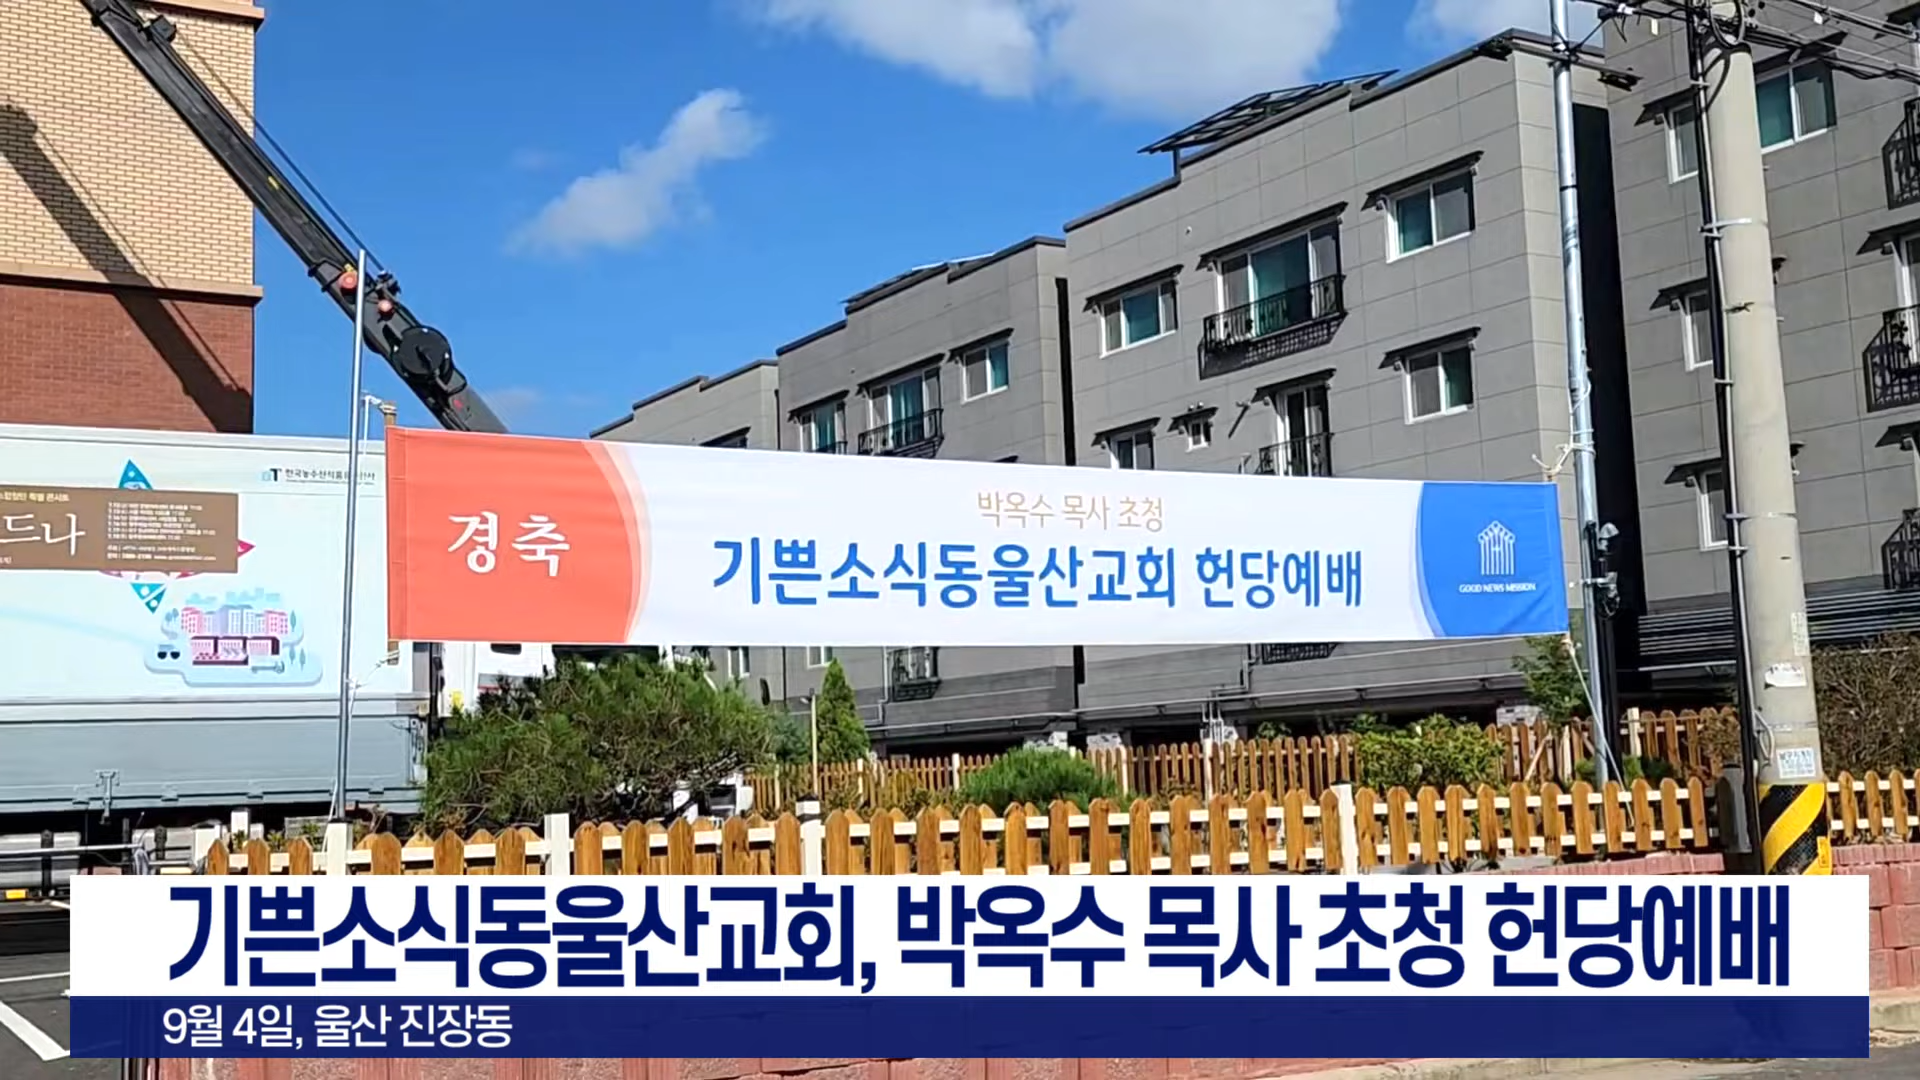 경축
박옥수 목사 초청
기쁜소식동울산교회 헌당예배
GOOD NEWS MISSION
기쁜소식동울산교회, 박옥수 목사 초청 헌당예배
9월 4일, 울산 진장동